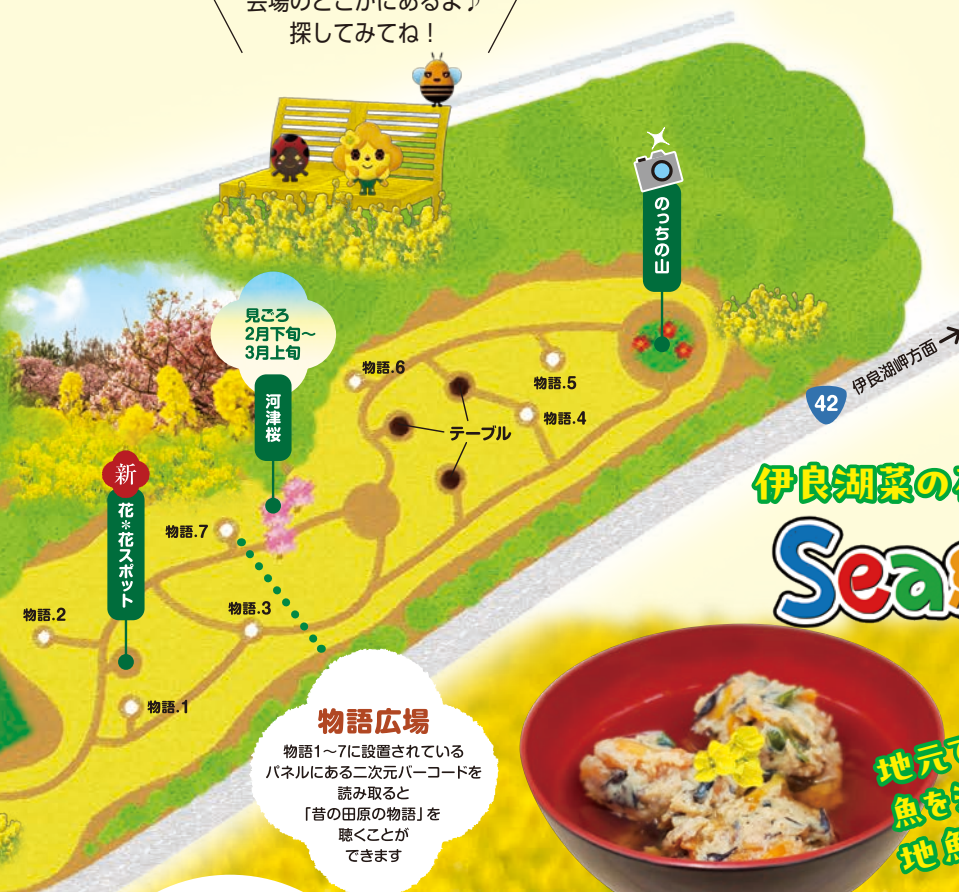 会場のどこかにあるよ♪
探してみてね！
のっちの山
見ごろ
2月下旬～
3月上旬
河津桜
物語.6
物語.5
物語.4
テーブル
42
伊良湖岬方面
新
花＊花スポット
物語.7
物語.3
物語.2
物語.1
伊良湖菜の
Sea
物語広場
物語1～7に設置されている
パネルにある二次元バーコードを
読み取ると
「昔の田原の物語」を
聴くことが
できます
地元で
魚を
地魚